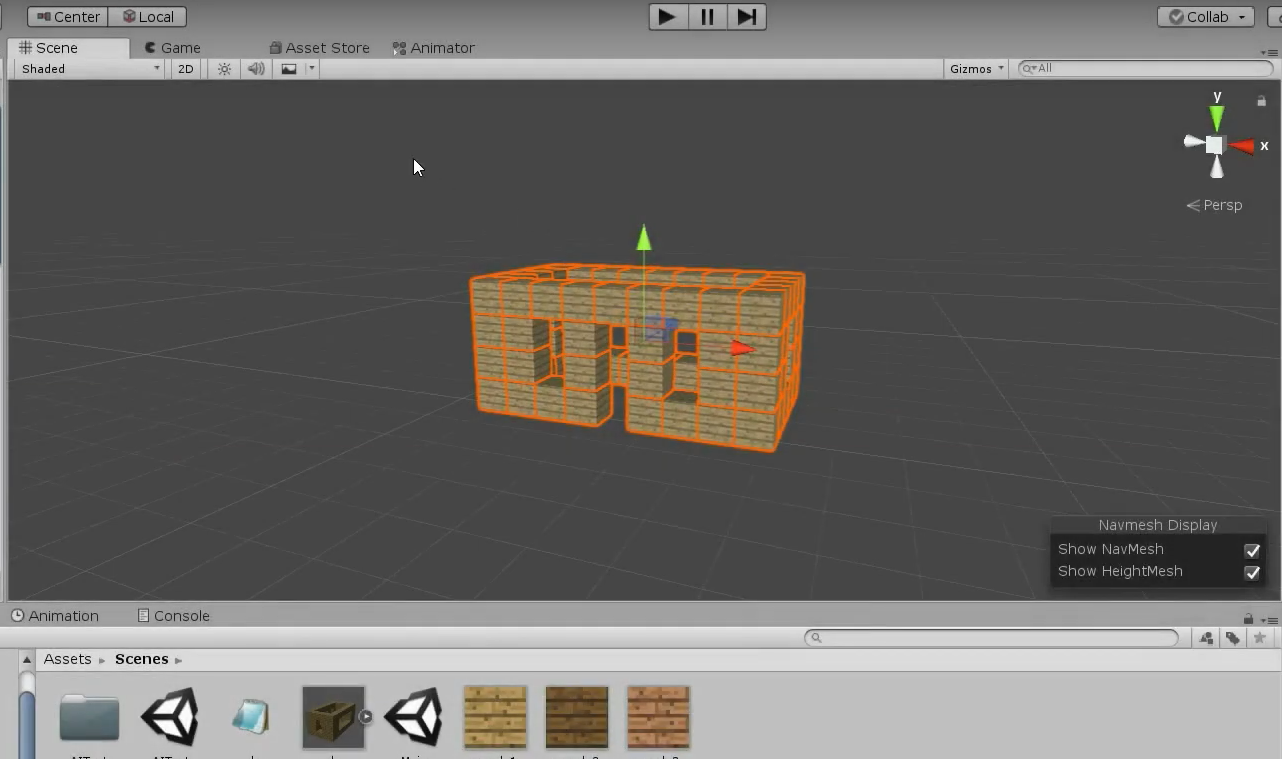 Center Local Collab
Scene Game Asset Store Animator
Shaded 2D Gizmos All
y
x
Persp
Navmesh Display
Show NavMesh
Show HeightMesh
Animation Console
Assets Scenes